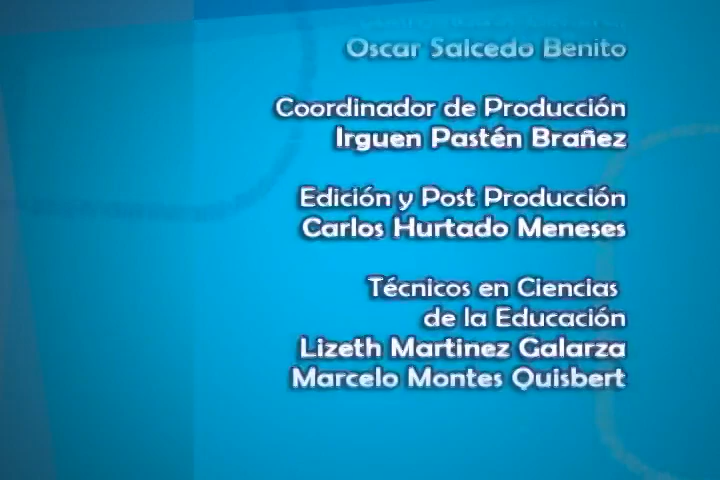 Oscar Salcedo Benito
Coordinador de Producción
Irguen Pastén Brañez
Edición y Post Producción
Carlos Hurtado Meneses
Técnicos en Ciencias
de la Educación
Lizeth Martinez Galarza
Marcelo Montes Quisbert